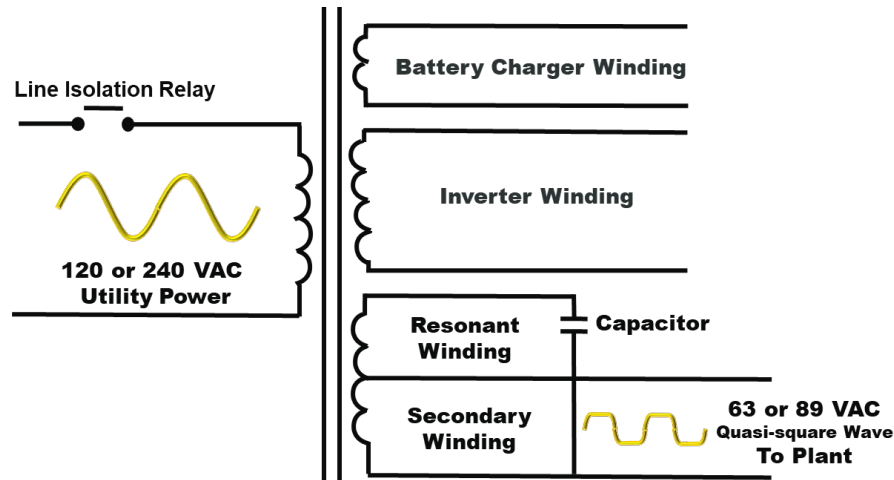 Battery Charger Winding
Line Isolation Relay
Inverter Winding
120 or 240 VAC
Utility Power
Resonant
Winding
Capacitor
Secondary
Winding
63 or 89 VAC
Quasi-square Wave
To Plant